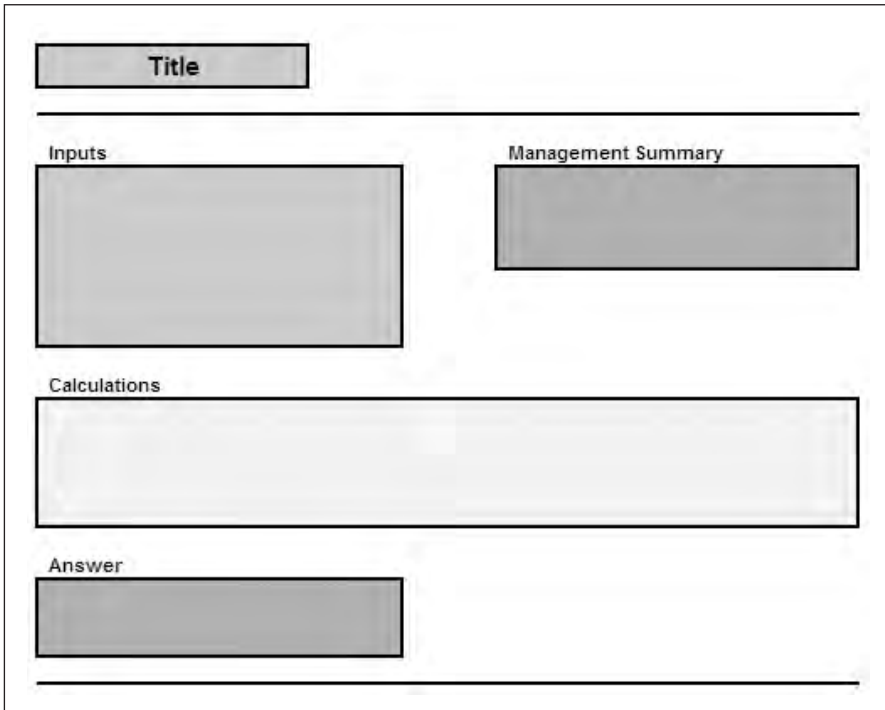 Title
Inputs
Management Summary
Calculations
Answer